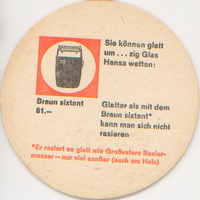 Sie können glatt
um ... zig Glas
Hansa wetten:
Braun sixtant
81.—
Glatter als mit dem
Braun sixtant*
kann man sich nicht
rasieren
*Er rasiert so glatt wie Großvaters Rasier-
messer — nur viel sanfter (auch am Hals)